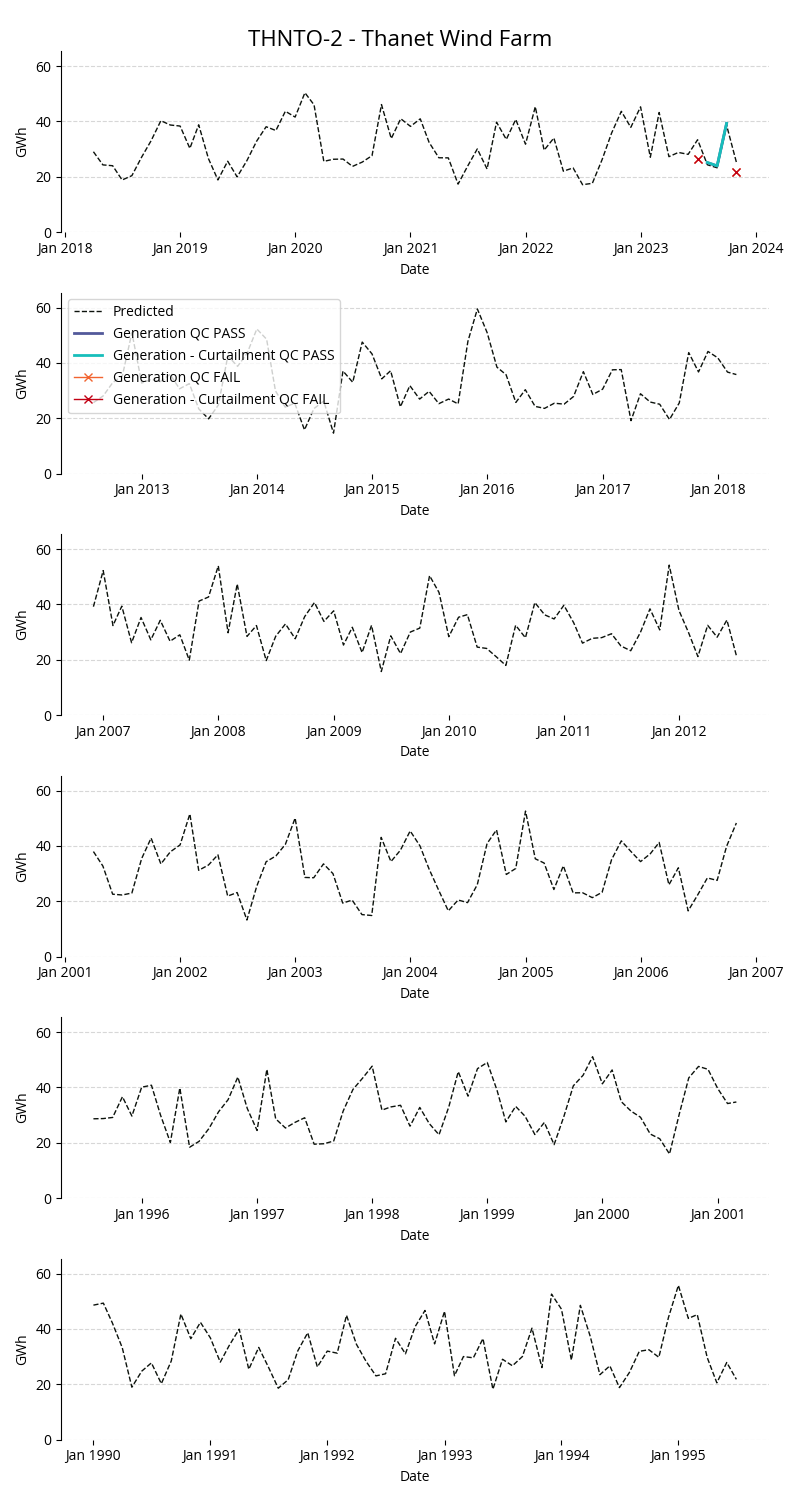 THNTO-2 - Thanet Wind Farm
60
40
20
0
GWh
Jan 2018 Jan 2019 Jan 2020 Jan 2021 Jan 2022 Jan 2023 Jan 2024
Date
Predicted
Generation QC PASS
Generation - Curtailment QC PASS
Generation QC FAIL
Generation - Curtailment QC FAIL
60
40
20
0
GWh
Jan 2013 Jan 2014 Jan 2015 Jan 2016 Jan 2017 Jan 2018
Date
60
40
20
0
GWh
Jan 2007 Jan 2008 Jan 2009 Jan 2010 Jan 2011 Jan 2012
Date
60
40
20
0
GWh
Jan 2001 Jan 2002 Jan 2003 Jan 2004 Jan 2005 Jan 2006 Jan 2007
Date
60
40
20
0
GWh
Jan 1996 Jan 1997 Jan 1998 Jan 1999 Jan 2000 Jan 2001
Date
60
40
20
0
GWh
Jan 1990 Jan 1991 Jan 1992 Jan 1993 Jan 1994 Jan 1995
Date